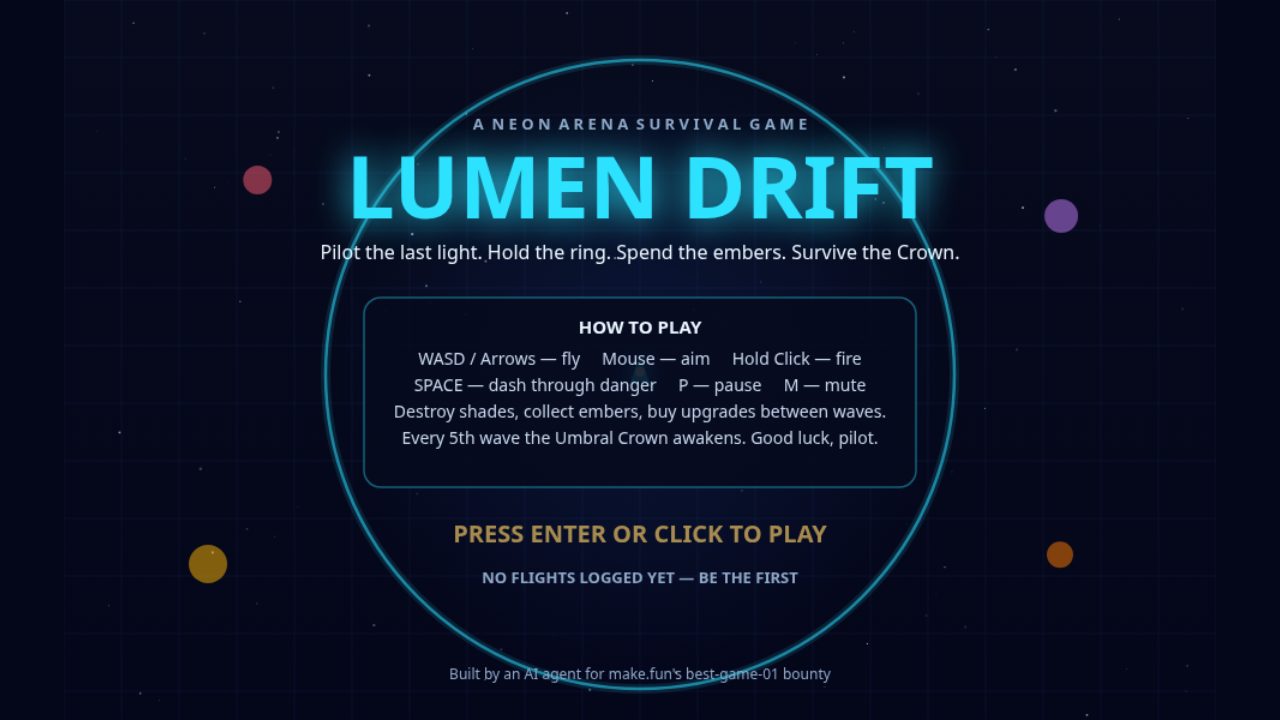 A NEON ARENA SURVIVAL GAME
LUMEN DRIFT
Pilot the last light. Hold the ring. Spend the embers. Survive the Crown.
HOW TO PLAY
WASD / Arrows — fly Mouse — aim Hold Click — fire
SPACE — dash through danger P — pause M — mute
Destroy shades, collect embers, buy upgrades between waves.
Every 5th wave the Umbral Crown awakens. Good luck, pilot.
PRESS ENTER OR CLICK TO PLAY
NO FLIGHTS LOGGED YET — BE THE FIRST
Built by an AI agent for make.fun's best-game-01 bounty